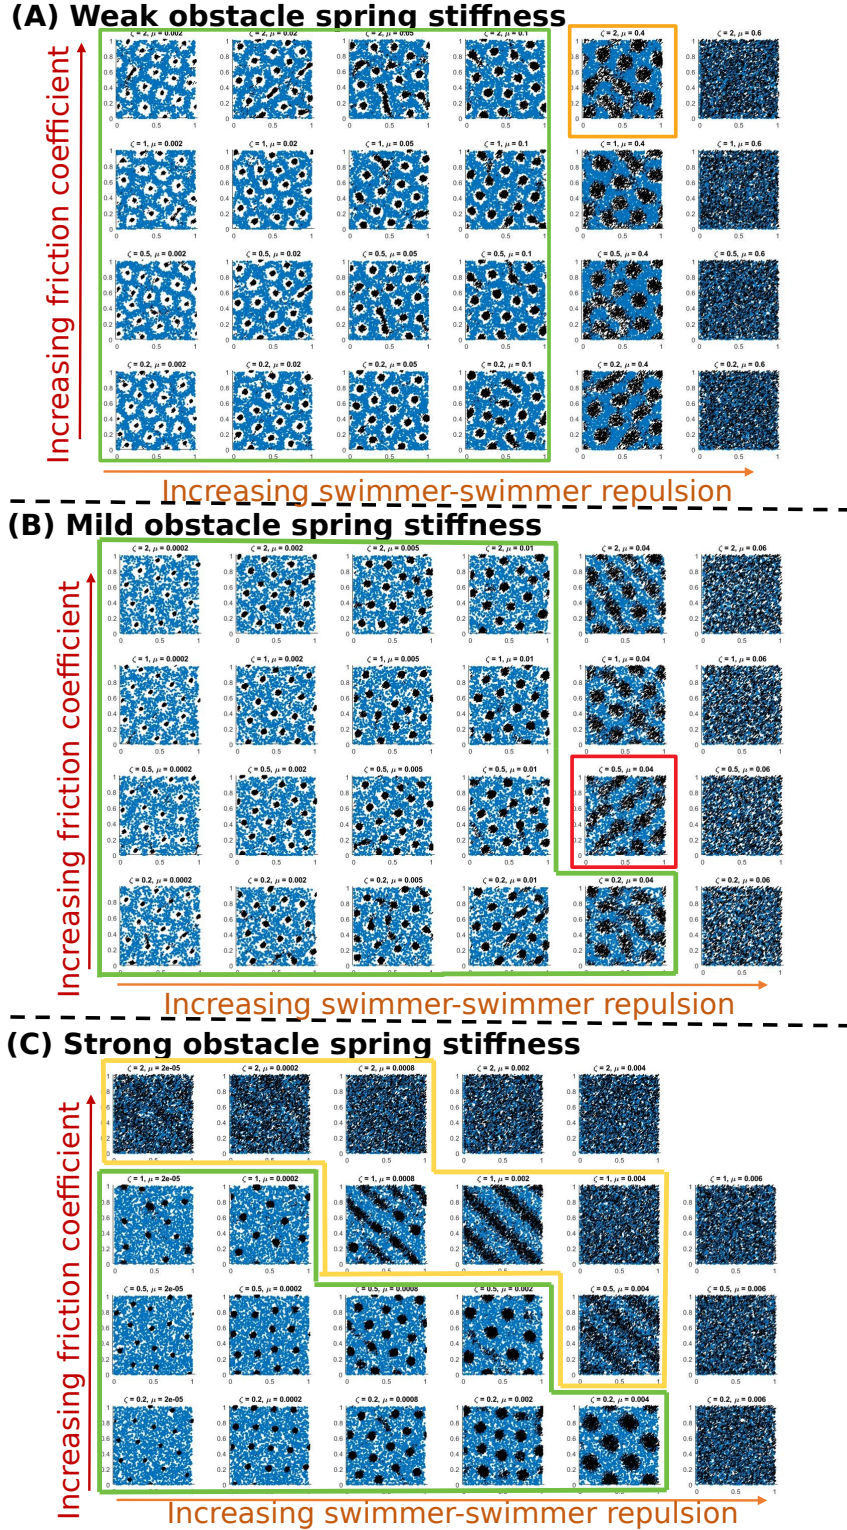 (A) Weak obstacle spring stiffness
Increasing friction coefficient
ζ = 2, μ = 0.002 ζ = 2, μ = 0.02 ζ = 2, μ = 0.05 ζ = 2, μ = 0.1 ζ = 2, μ = 0.4 ζ = 2, μ = 0.6
ζ = 1, μ = 0.002 ζ = 1, μ = 0.02 ζ = 1, μ = 0.05 ζ = 1, μ = 0.1 ζ = 1, μ = 0.4 ζ = 1, μ = 0.6
ζ = 0.5, μ = 0.002 ζ = 0.5, μ = 0.02 ζ = 0.5, μ = 0.05 ζ = 0.5, μ = 0.1 ζ = 0.5, μ = 0.4 ζ = 0.5, μ = 0.6
ζ = 0.2, μ = 0.002 ζ = 0.2, μ = 0.02 ζ = 0.2, μ = 0.05 ζ = 0.2, μ = 0.1 ζ = 0.2, μ = 0.4 ζ = 0.2, μ = 0.6
Increasing swimmer-swimmer repulsion
(B) Mild obstacle spring stiffness
Increasing friction coefficient
ζ = 2, μ = 0.0002 ζ = 2, μ = 0.002 ζ = 2, μ = 0.005 ζ = 2, μ = 0.01 ζ = 2, μ = 0.04 ζ = 2, μ = 0.06
ζ = 1, μ = 0.0002 ζ = 1, μ = 0.002 ζ = 1, μ = 0.005 ζ = 1, μ = 0.01 ζ = 1, μ = 0.04 ζ = 1, μ = 0.06
ζ = 0.5, μ = 0.0002 ζ = 0.5, μ = 0.002 ζ = 0.5, μ = 0.005 ζ = 0.5, μ = 0.01 ζ = 0.5, μ = 0.04 ζ = 0.5, μ = 0.06
ζ = 0.2, μ = 0.0002 ζ = 0.2, μ = 0.002 ζ = 0.2, μ = 0.005 ζ = 0.2, μ = 0.01 ζ = 0.2, μ = 0.04 ζ = 0.2, μ = 0.06
Increasing swimmer-swimmer repulsion
(C) Strong obstacle spring stiffness
Increasing friction coefficient
ζ = 2, μ = 2e-05 ζ = 2, μ = 0.0002 ζ = 2, μ = 0.0008 ζ = 2, μ = 0.002 ζ = 2, μ = 0.004
ζ = 1, μ = 2e-05 ζ = 1, μ = 0.0002 ζ = 1, μ = 0.0008 ζ = 1, μ = 0.002 ζ = 1, μ = 0.004 ζ = 1, μ = 0.006
ζ = 0.5, μ = 2e-05 ζ = 0.5, μ = 0.0002 ζ = 0.5, μ = 0.0008 ζ = 0.5, μ = 0.002 ζ = 0.5, μ = 0.004 ζ = 0.5, μ = 0.006
ζ = 0.2, μ = 2e-05 ζ = 0.2, μ = 0.0002 ζ = 0.2, μ = 0.0008 ζ = 0.2, μ = 0.002 ζ = 0.2, μ = 0.004 ζ = 0.2, μ = 0.006
Increasing swimmer-swimmer repulsion